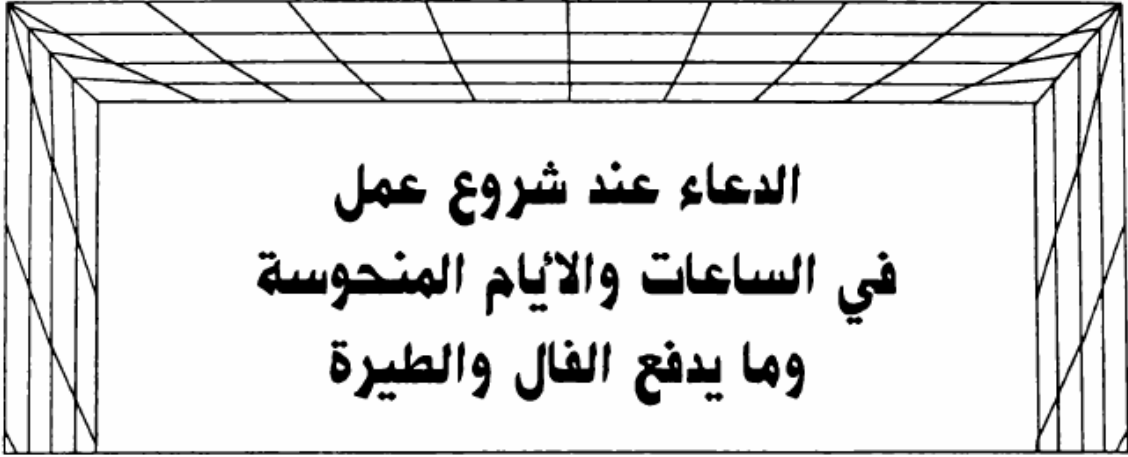 الدعاء عند شروع عمل
في الساعات والأيام المنحوسة
وما يدفع الفال والطيرة